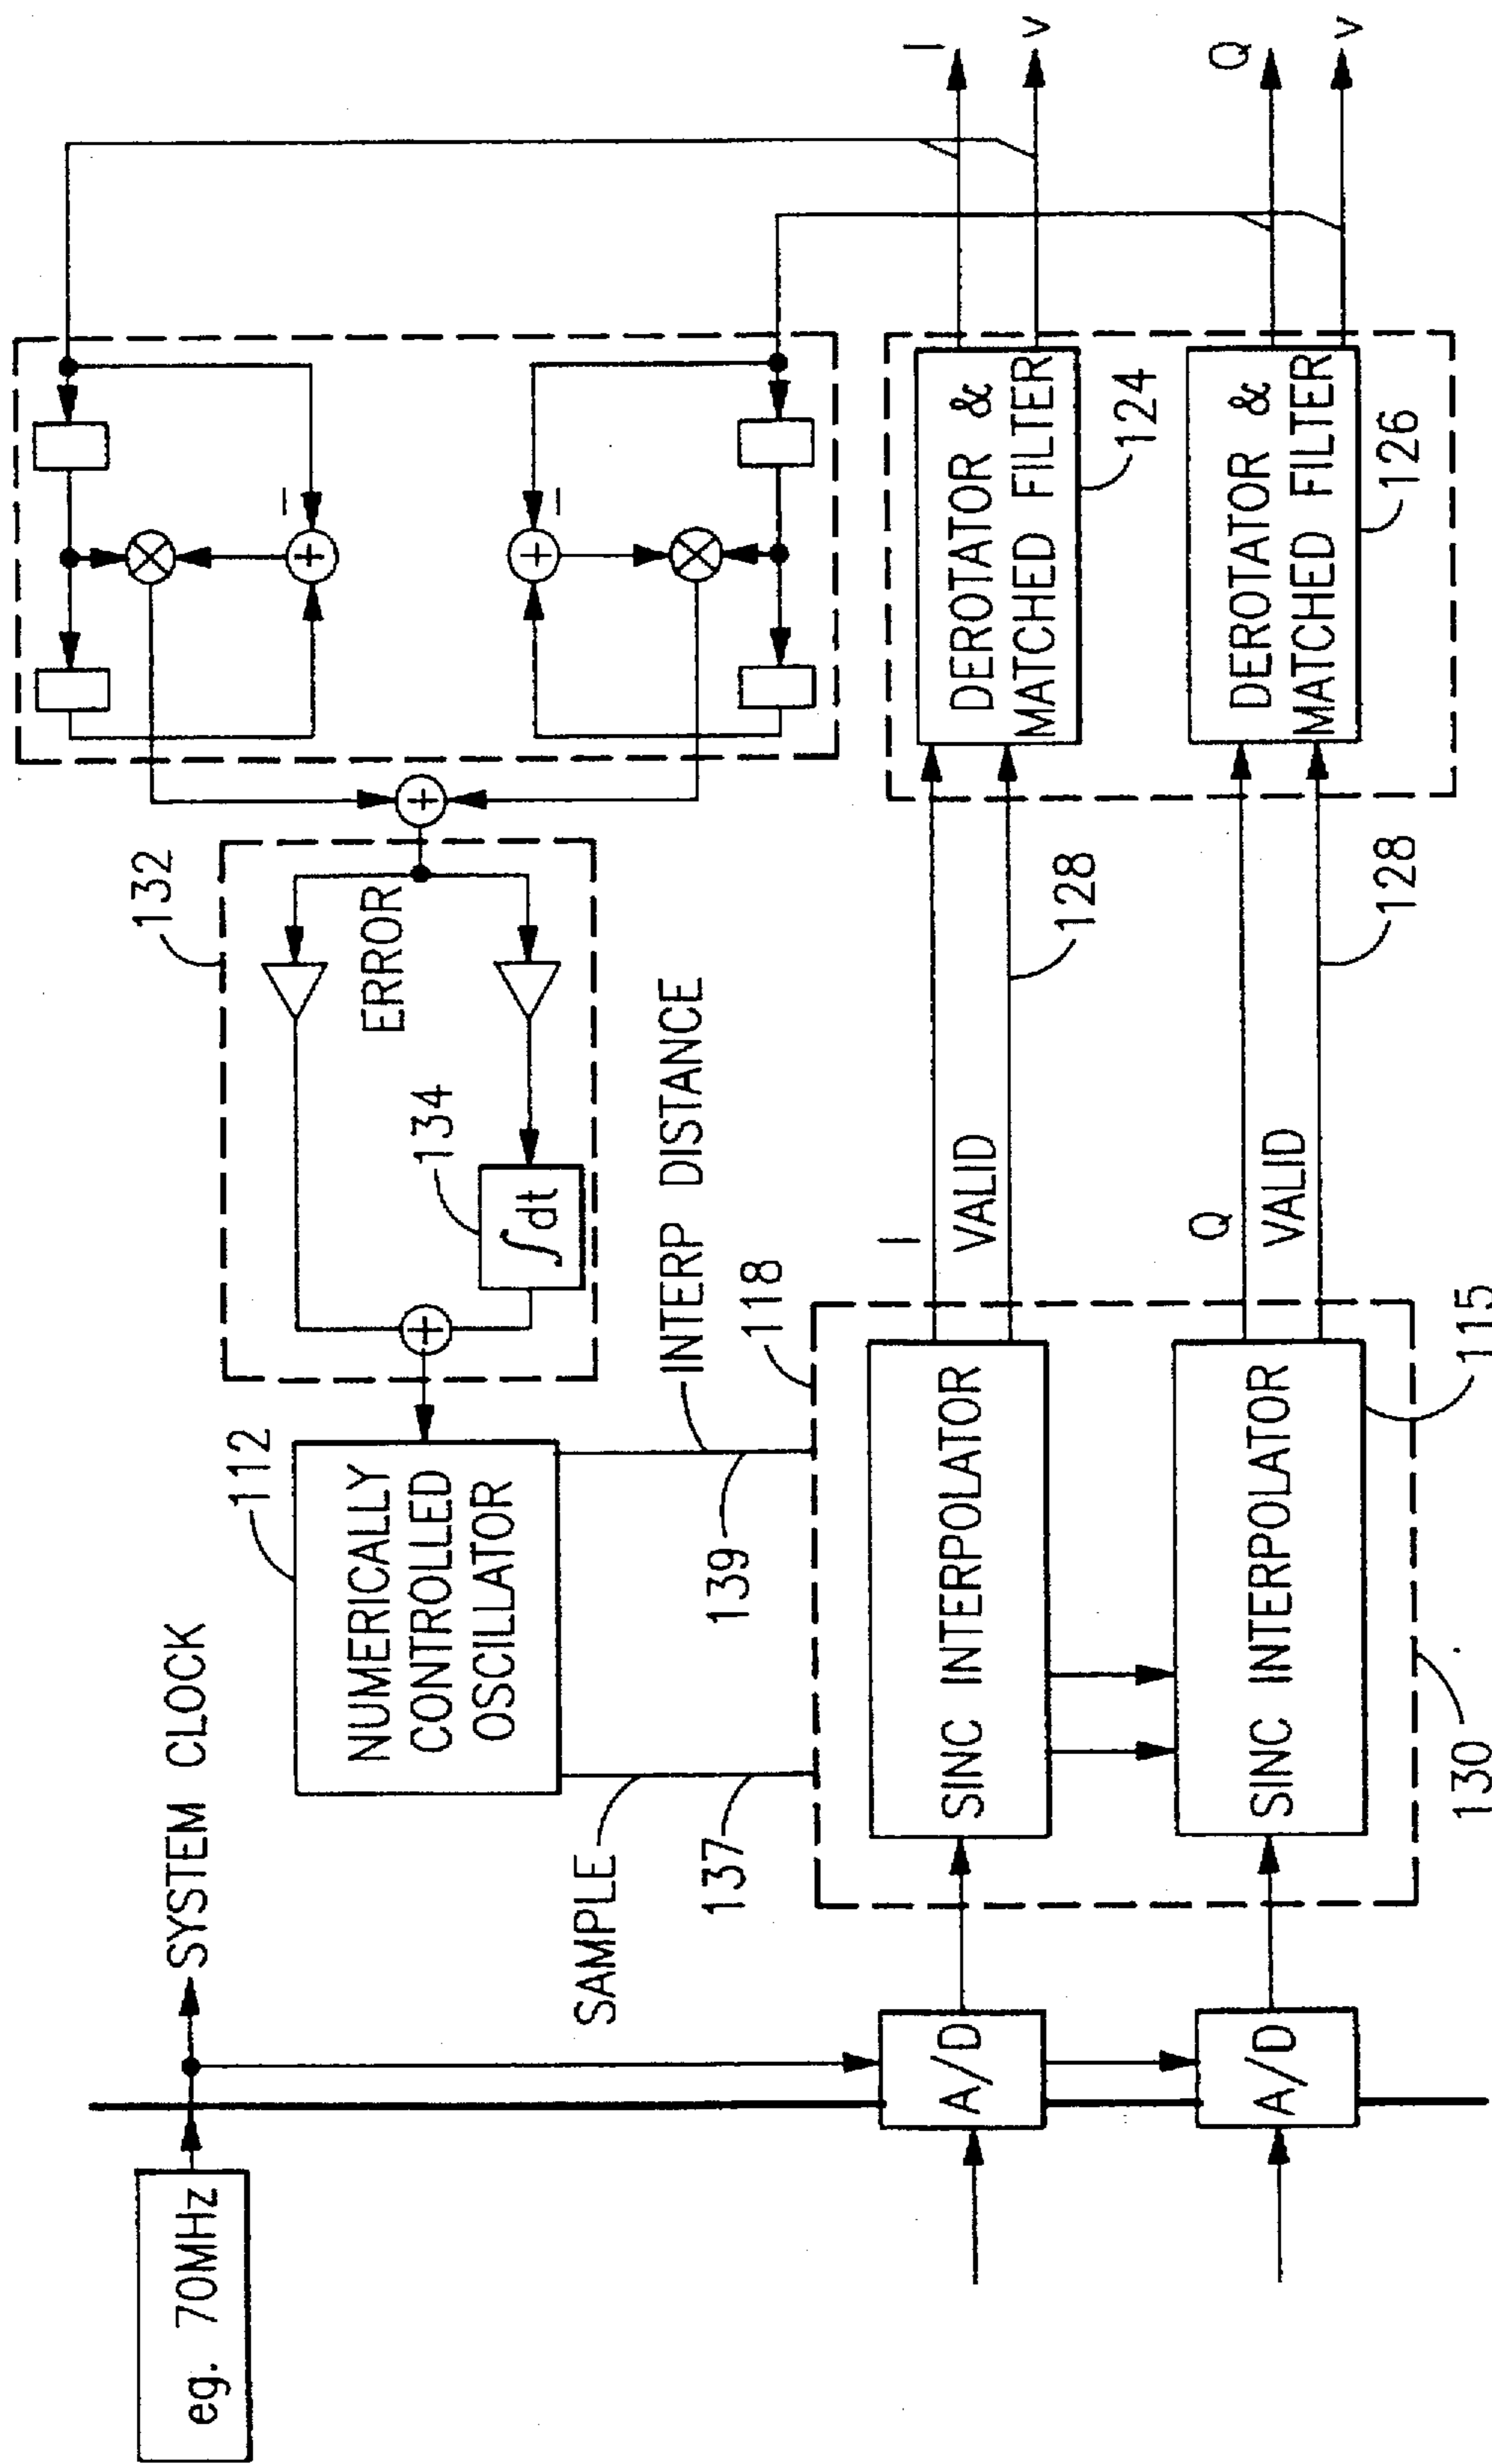 eg. 70MHz
SYSTEM CLOCK
112
NUMERICALLY
CONTROLLED
OSCILLATOR
132
ERROR
134
∫dt
+
+
+
+
–
–
SAMPLE
137
139
INTERP DISTANCE
118
A/D
SINC INTERPOLATOR
I
VALID
128
DEROTATOR &
MATCHED FILTER
124
I
V
A/D
SINC INTERPOLATOR
115
130
Q
VALID
128
DEROTATOR &
MATCHED FILTER
126
Q
V